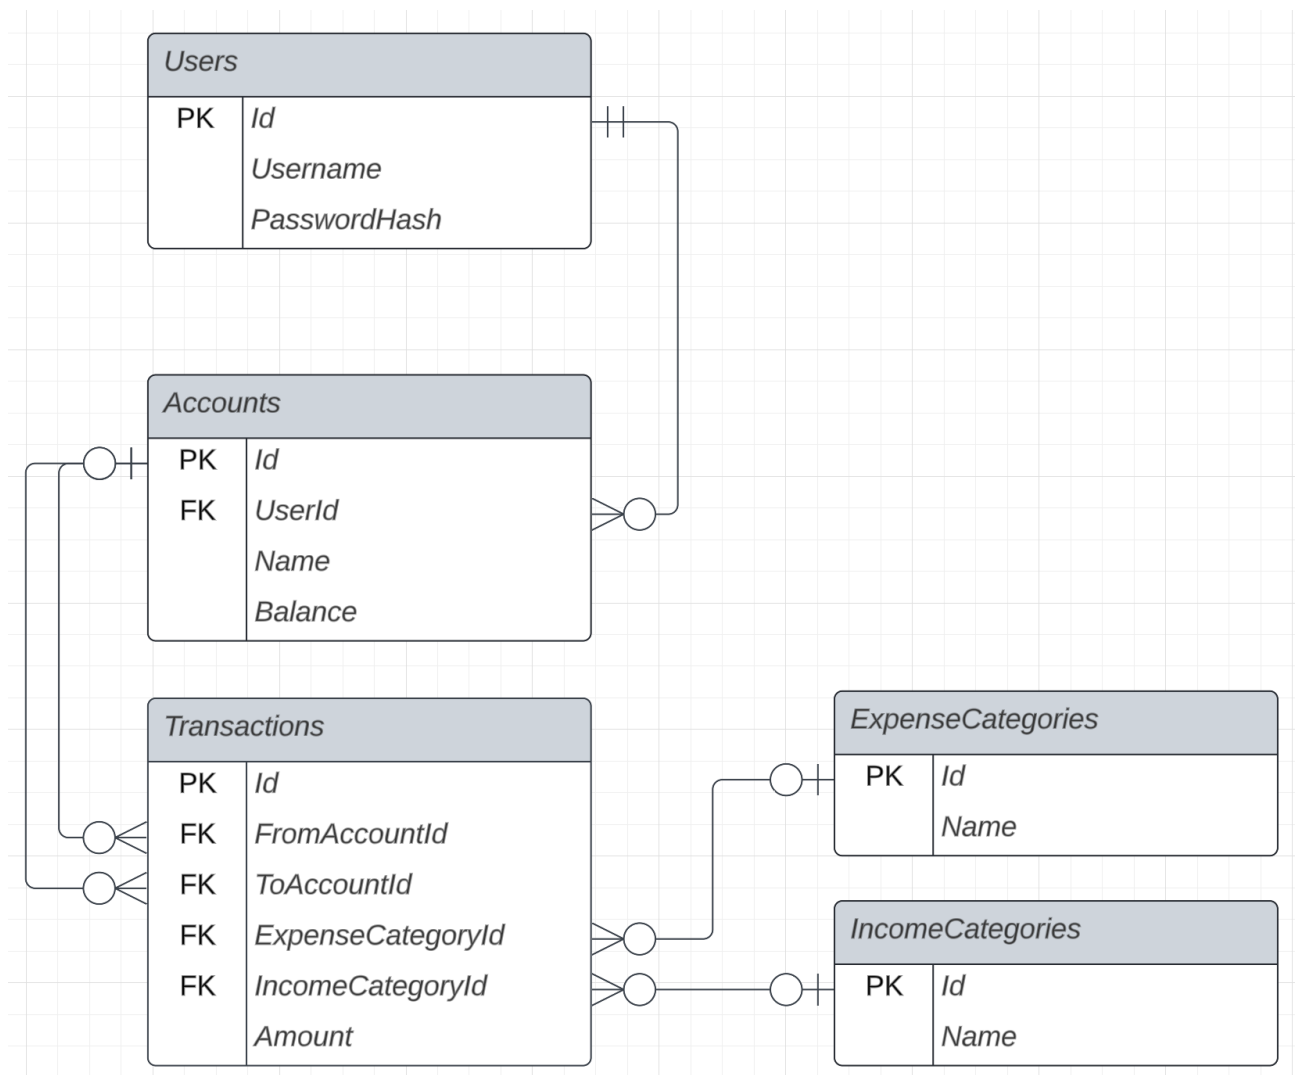 Users
PK Id
Username
PasswordHash
Accounts
PK Id
FK UserId
Name
Balance
Transactions
PK Id
FK FromAccountId
FK ToAccountId
FK ExpenseCategoryId
FK IncomeCategoryId
Amount
ExpenseCategories
PK Id
Name
IncomeCategories
PK Id
Name